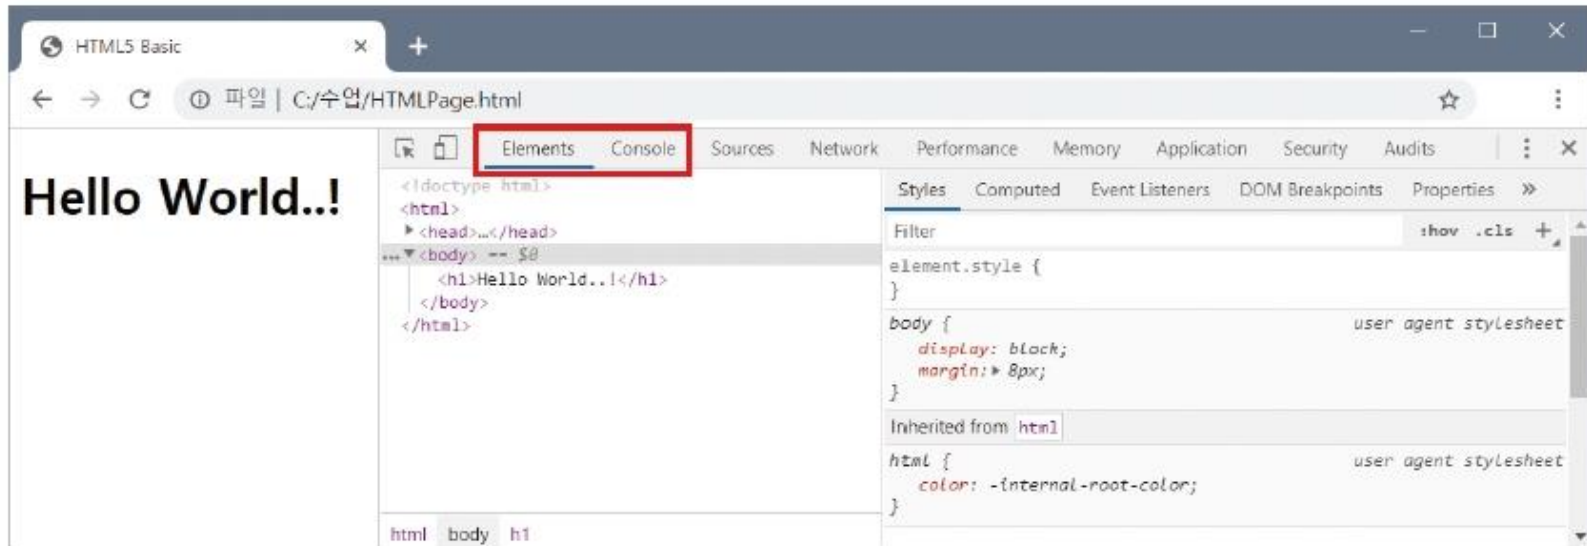 HTML5 Basic
파일 | C:/수업/HTMLPage.html
Elements Console Sources Network Performance Memory Application Security Audits
Hello World..!
<!doctype html>
<html>
<head>…</head>
...<body> == $0
<h1>Hello World..!</h1>
</body>
</html>
html body h1
Styles Computed Event Listeners DOM Breakpoints Properties »
Filter :hov .cls +
element.style {
}
body { user agent stylesheet
display: block;
margin: 8px;
}
Inherited from html
html { user agent stylesheet
color: -internal-root-color;
}